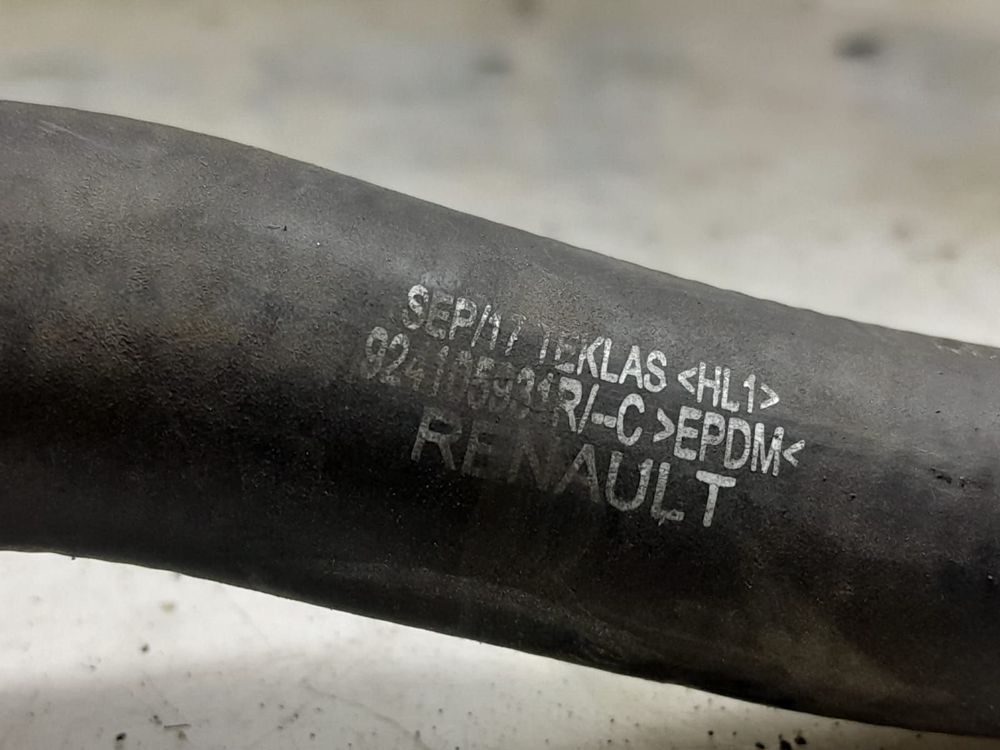 SEP/17 TEKLAS <HL1>
924105931R/--C >EPDM<
RENAULT